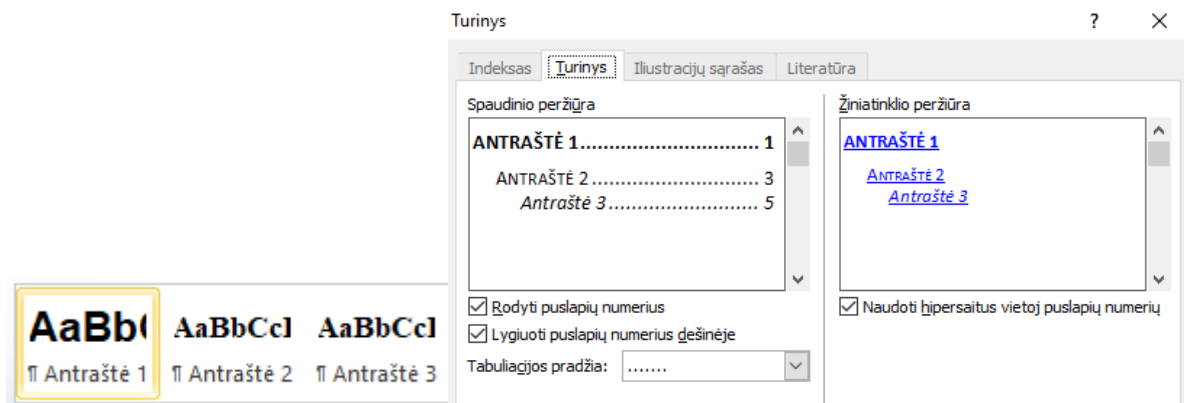 Turinys ? ×
Indeksas Turinys Iliustracijų sąrašas Literatūra
Spaudinio peržiūra
ANTRAŠTĖ 1............................... 1
ANTRAŠTĖ 2............................. 3
Antraštė 3.......................... 5
Rodyti puslapių numerius
Lygiuoti puslapių numerius dešinėje
Tabuliacijos pradžia: .......
Žiniatinklio peržiūra
ANTRAŠTĖ 1
ANTRAŠTĖ 2
Antraštė 3
Naudoti hipersaitus vietoj puslapių numerių
AaBb( AaBbCcl AaBbCcl
¶ Antraštė 1 ¶ Antraštė 2 ¶ Antraštė 3